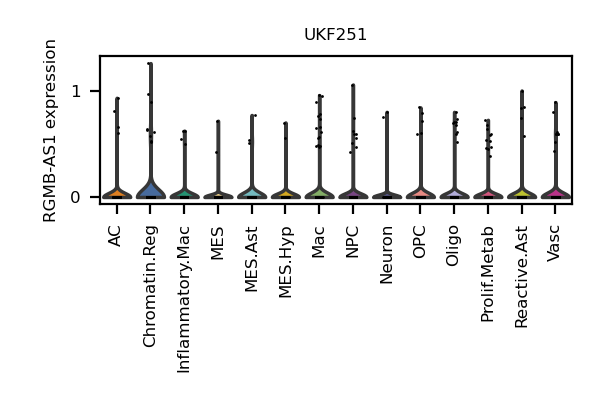 UKF251
RGMB-AS1 expression
1
0
AC
Chromatin.Reg
Inflammatory.Mac
MES
MES.Ast
MES.Hyp
Mac
NPC
Neuron
OPC
Oligo
Prolif.Metab
Reactive.Ast
Vasc